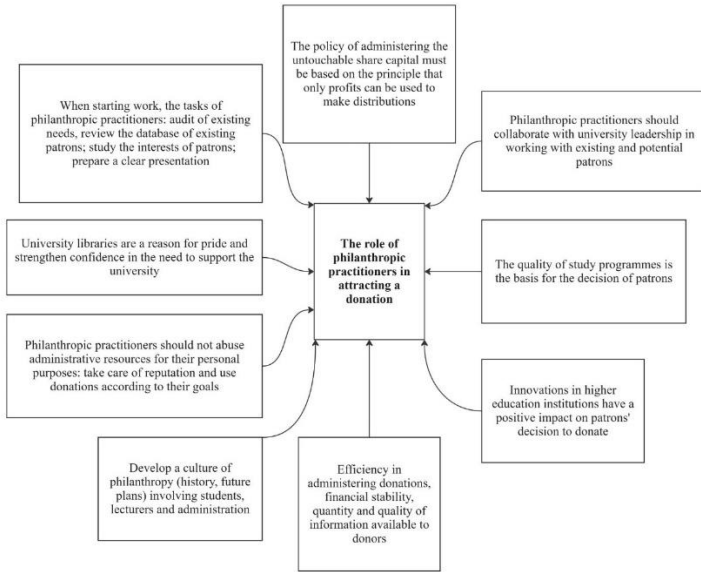 The policy of administering the
untouchable share capital must
be based on the principle that
only profits can be used to
make distributions
When starting work, the tasks of
philanthropic practitioners: audit of existing
needs, review the database of existing
patrons; study the interests of patrons;
prepare a clear presentation
Philanthropic practitioners should
collaborate with university leadership in
working with existing and potential
patrons
University libraries are a reason for pride and
strengthen confidence in the need to support the
university
The role of
philanthropic
practitioners in
attracting a
donation
The quality of study programmes is
the basis for the decision of patrons
Philanthropic practitioners should not abuse
administrative resources for their personal
purposes: take care of reputation and use
donations according to their goals
Innovations in higher
education institutions have a
positive impact on patrons'
decision to donate
Develop a culture of
philanthropy (history, future
plans) involving students,
lecturers and administration
Efficiency in
administering donations,
financial stability,
quantity and quality of
information available to
donors